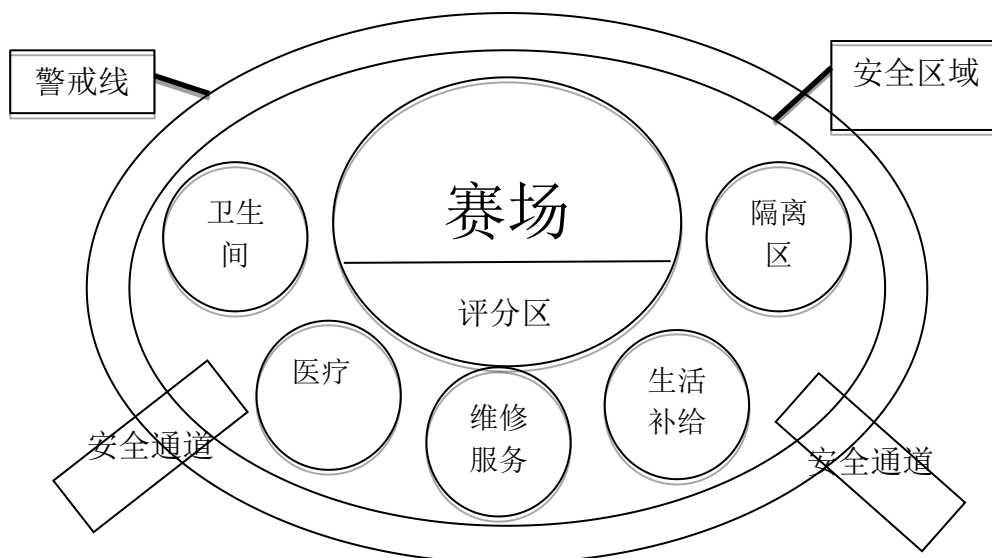 警戒线
安全区域
赛场
评分区
卫生
间
隔离
区
医疗
维修
服务
生活
补给
安全通道
安全通道